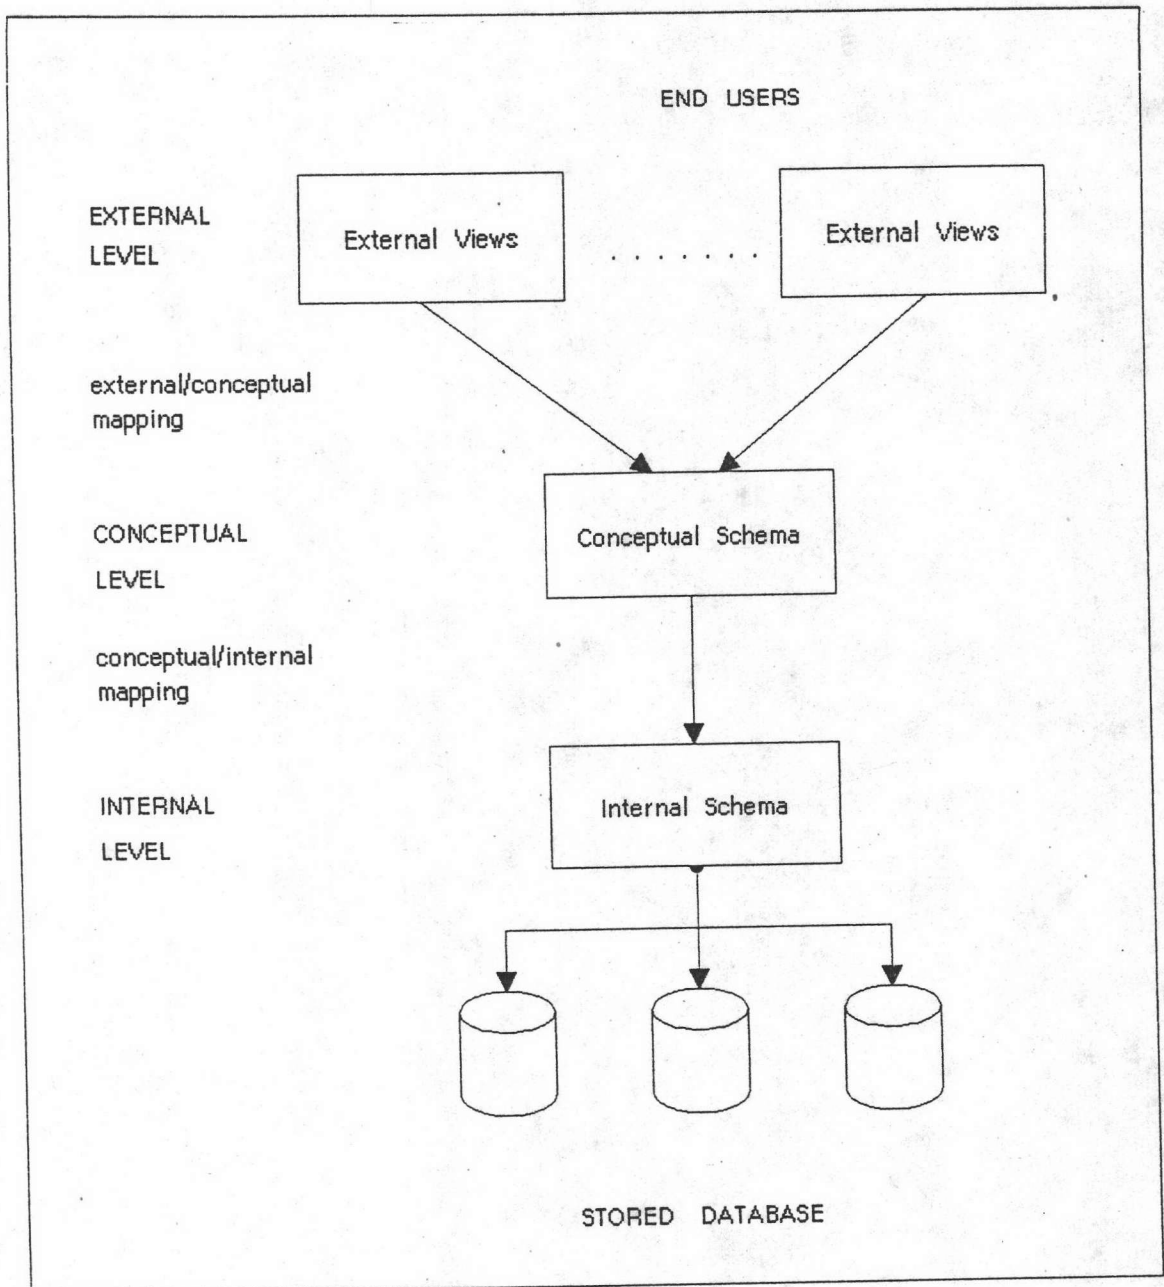 END USERS
EXTERNAL
LEVEL
External Views
. . . . . . . .
External Views
external/conceptual
mapping
CONCEPTUAL
LEVEL
Conceptual Schema
conceptual/internal
mapping
INTERNAL
LEVEL
Internal Schema
STORED DATABASE